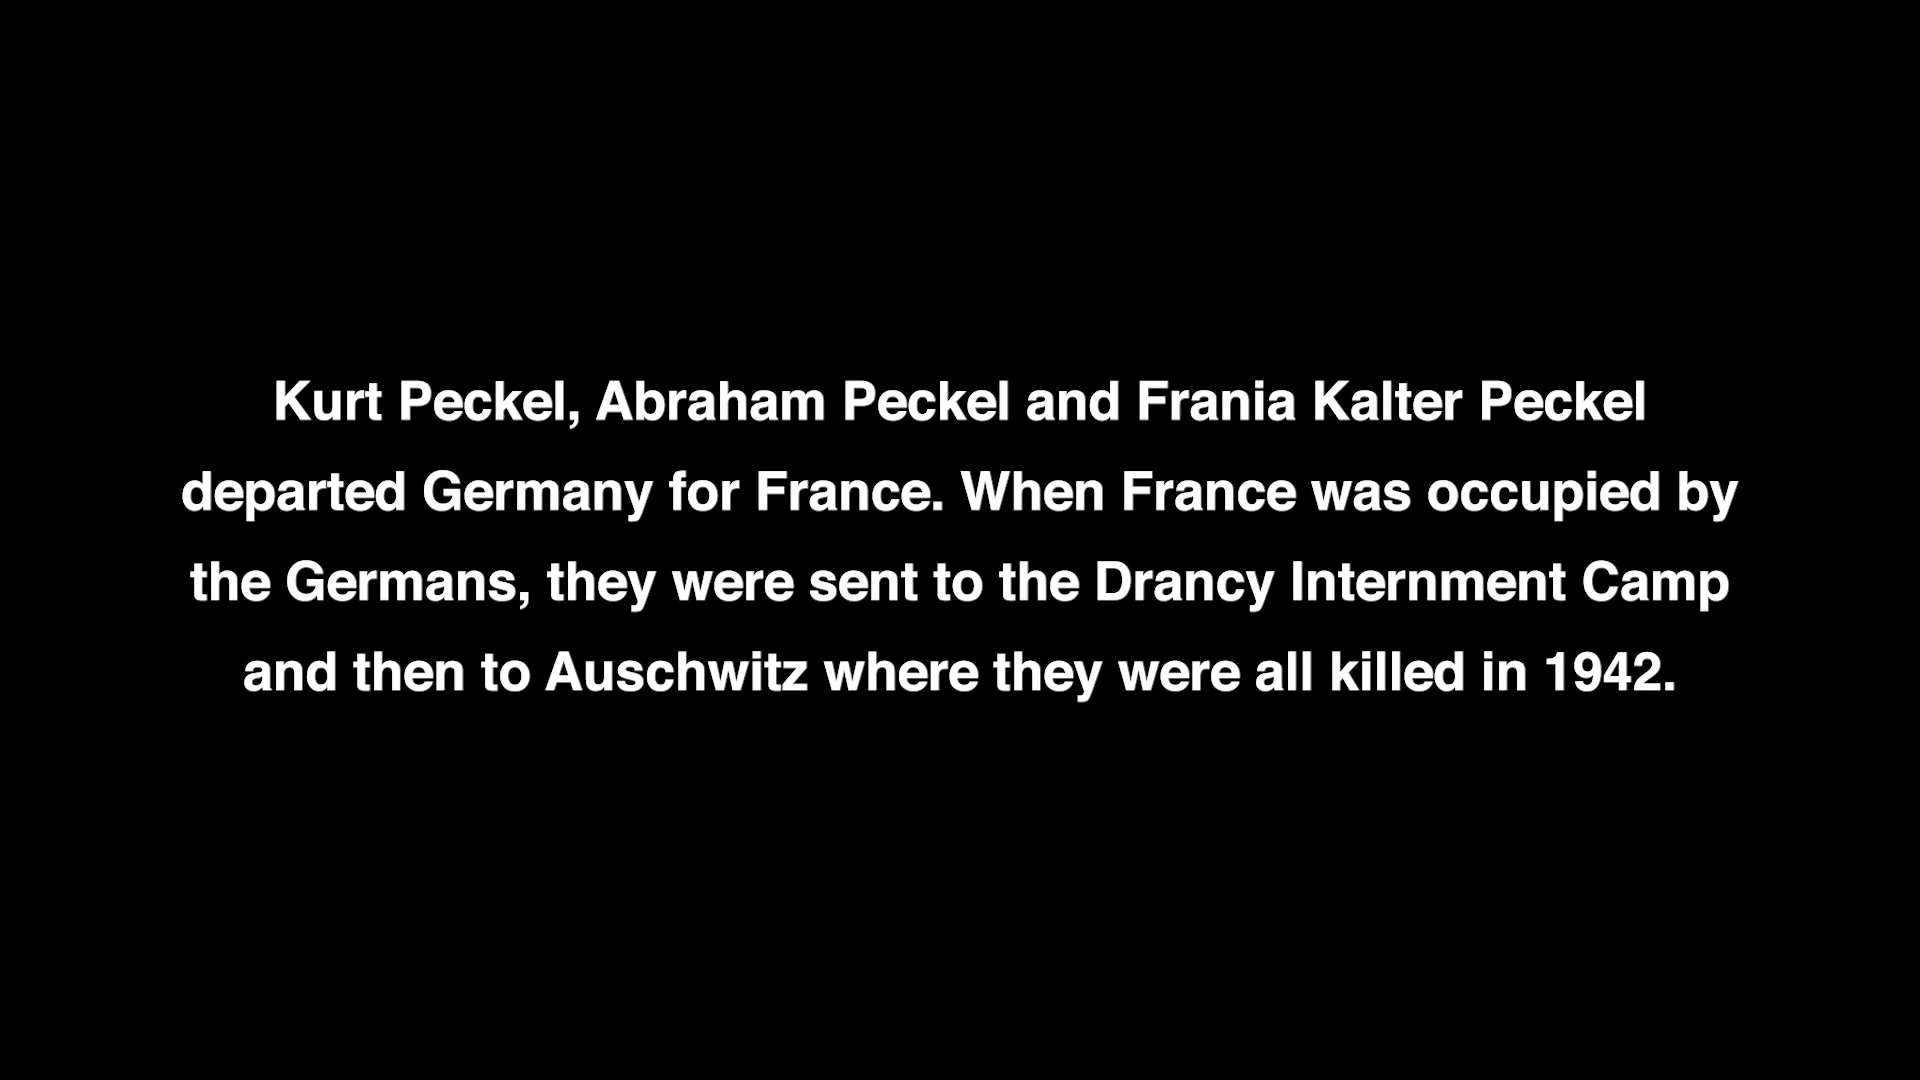 Kurt Peckel, Abraham Peckel and Frania Kalter Peckel
departed Germany for France. When France was occupied by
the Germans, they were sent to the Drancy Internment Camp
and then to Auschwitz where they were all killed in 1942.